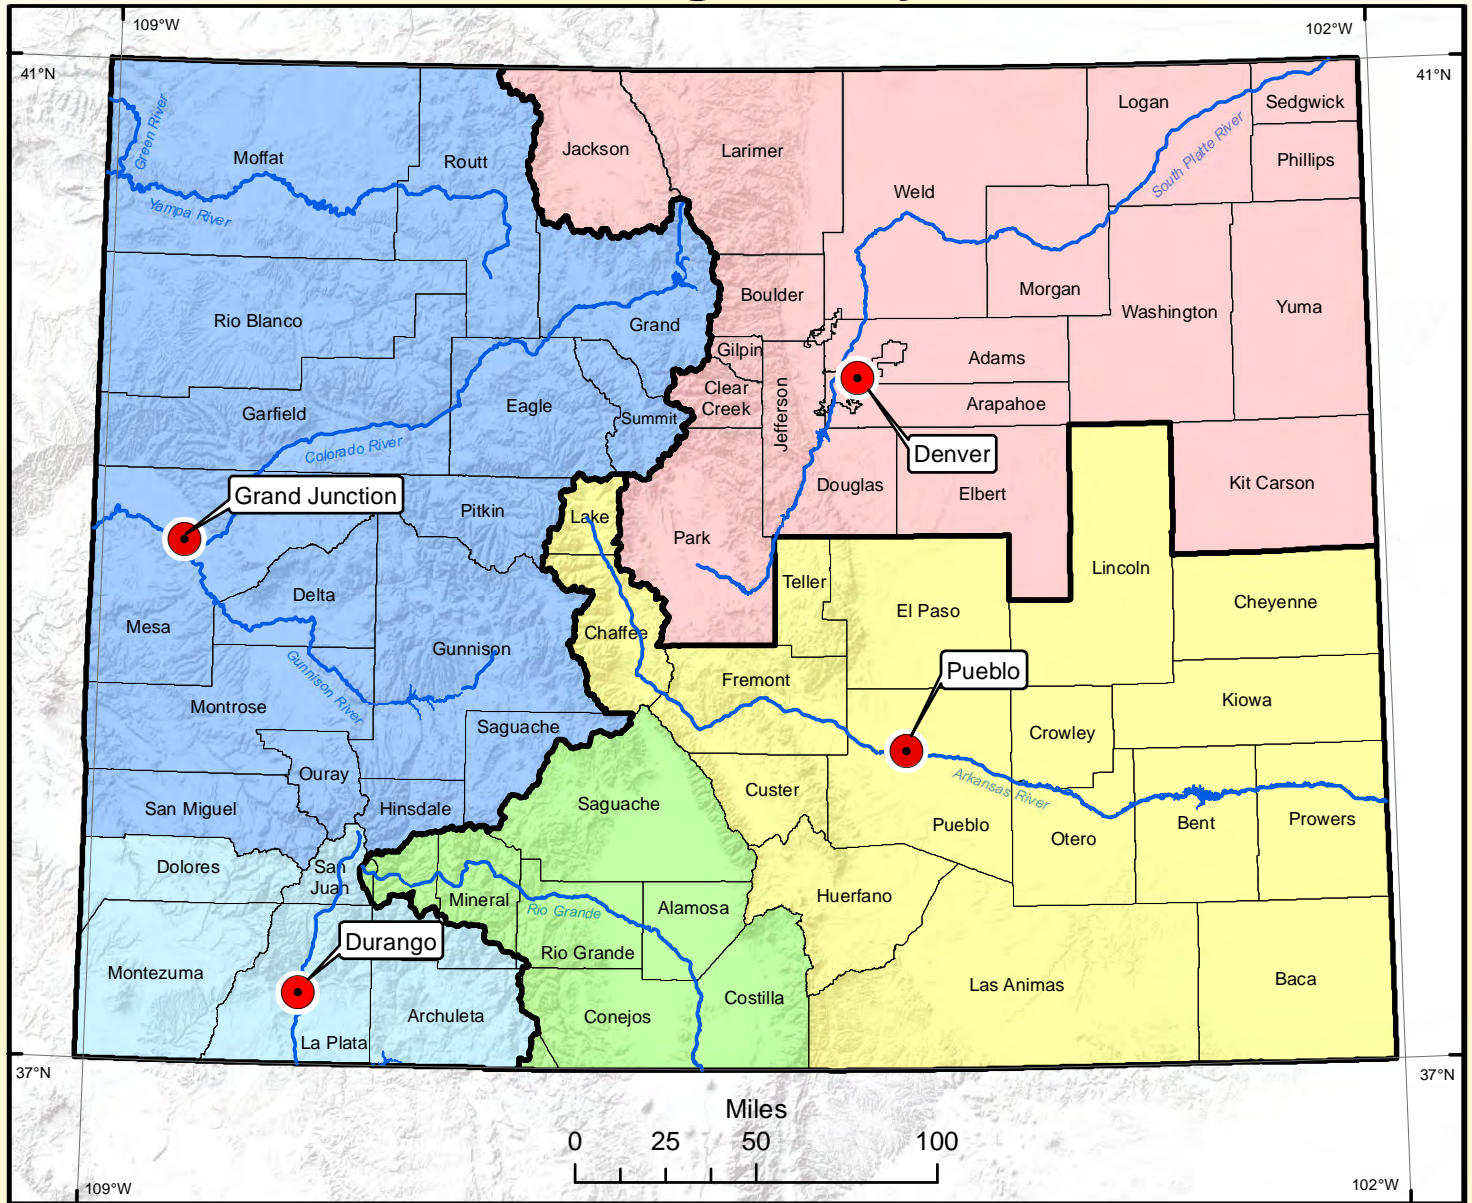 109°W
102°W
41°N
41°N
Logan
Sedgwick
Green River
Moffat
Routt
Jackson
Larimer
South Platte River
Phillips
Weld
Yampa River
Morgan
Boulder
Rio Blanco
Grand
Washington
Yuma
Gilpin
Adams
Clear
Creek
Jefferson
Arapahoe
Garfield
Eagle
Summit
Colorado River
Denver
Grand Junction
Pitkin
Lake
Douglas
Elbert
Kit Carson
Park
Lincoln
Teller
Delta
El Paso
Cheyenne
Mesa
Chaffee
Gunnison
Gunnison River
Pueblo
Fremont
Montrose
Saguache
Kiowa
Crowley
Ouray
Arkansas River
Custer
San Miguel
Hinsdale
Saguache
Pueblo
Otero
Bent
Prowers
Dolores
San
Juan
Mineral
Huerfano
Rio Grande
Alamosa
Durango
Rio Grande
Montezuma
Las Animas
Baca
Costilla
Archuleta
Conejos
La Plata
37°N
37°N
Miles
0 25 50 100
109°W
102°W